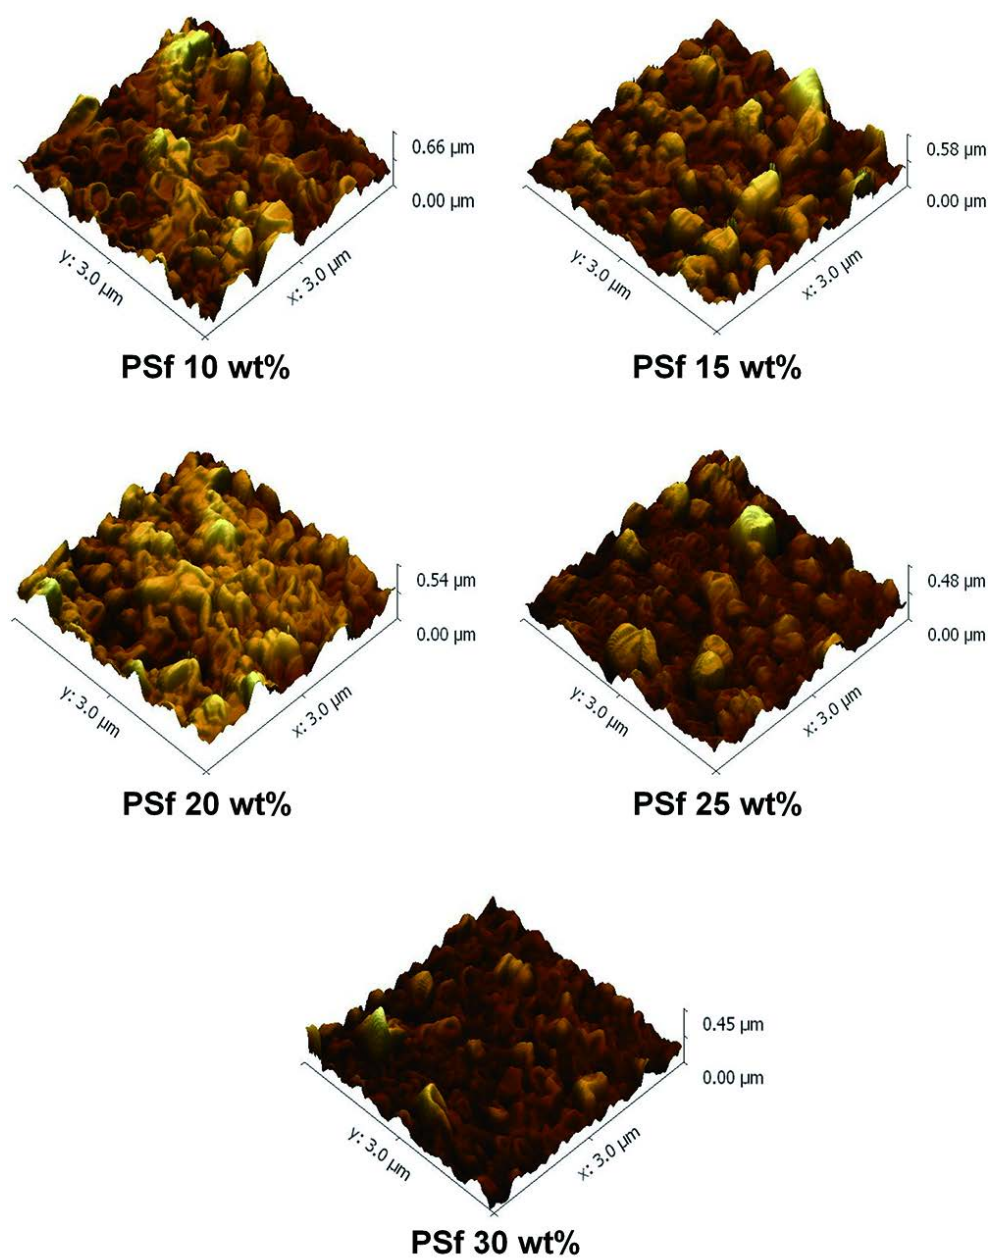 0.66 µm
0.00 µm
y: 3.0 µm
x: 3.0 µm
PSf 10 wt%
0.58 µm
0.00 µm
y: 3.0 µm
x: 3.0 µm
PSf 15 wt%
0.54 µm
0.00 µm
y: 3.0 µm
x: 3.0 µm
PSf 20 wt%
0.48 µm
0.00 µm
y: 3.0 µm
x: 3.0 µm
PSf 25 wt%
0.45 µm
0.00 µm
y: 3.0 µm
x: 3.0 µm
PSf 30 wt%